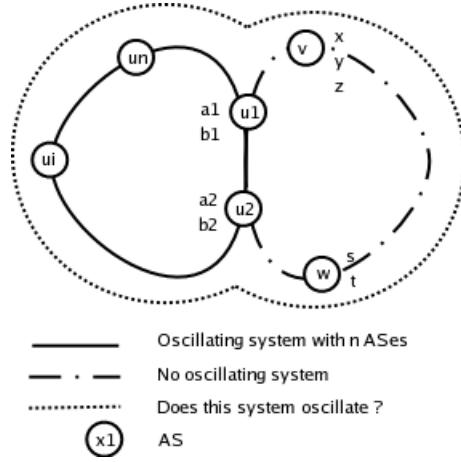 un
v
x
y
z
a1
b1
u1
ui
a2
b2
u2
w
s
t
Oscillating system with n ASes
No oscillating system
Does this system oscillate ?
x1 AS